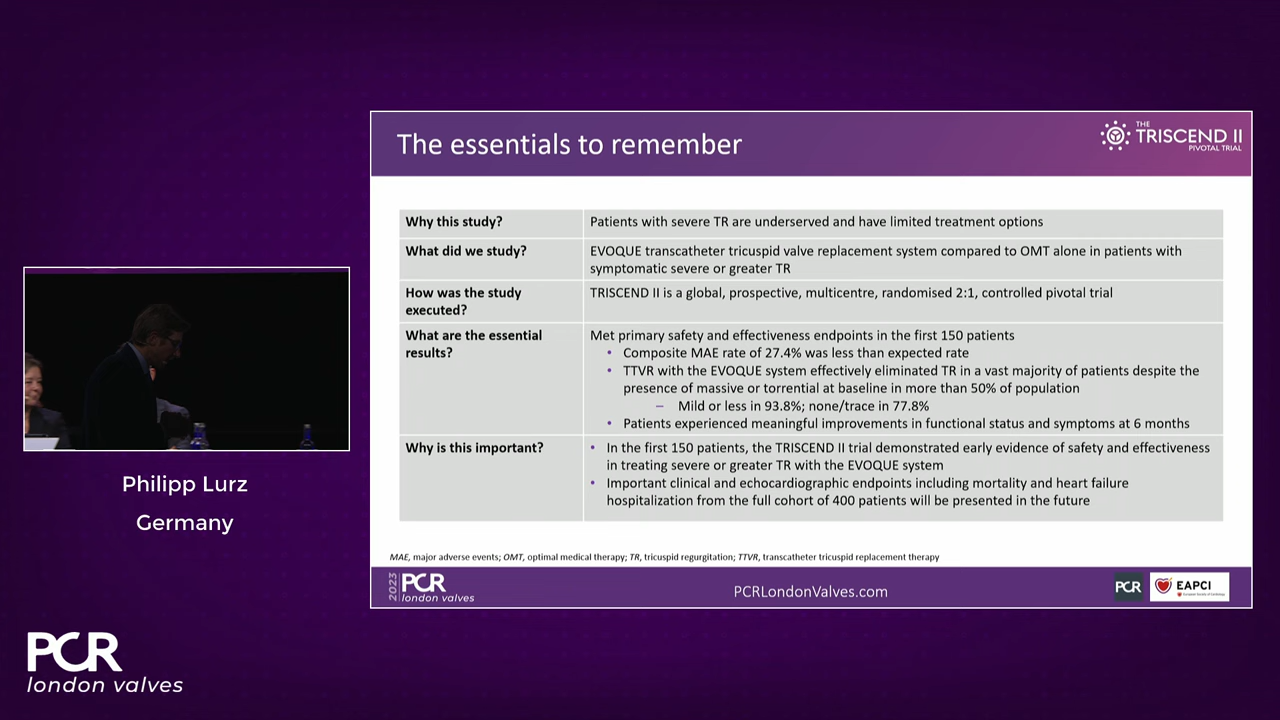 The essentials to remember
THE
TRISCEND II
PIVOTAL TRIAL
Why this study?
Patients with severe TR are underserved and have limited treatment options
What did we study?
EVOQUE transcatheter tricuspid valve replacement system compared to OMT alone in patients with
symptomatic severe or greater TR
How was the study
executed?
TRISCEND II is a global, prospective, multicentre, randomised 2:1, controlled pivotal trial
What are the essential
results?
Met primary safety and effectiveness endpoints in the first 150 patients
• Composite MAE rate of 27.4% was less than expected rate
• TTVR with the EVOQUE system effectively eliminated TR in a vast majority of patients despite the
presence of massive or torrential at baseline in more than 50% of population
– Mild or less in 93.8%; none/trace in 77.8%
• Patients experienced meaningful improvements in functional status and symptoms at 6 months
Why is this important?
• In the first 150 patients, the TRISCEND II trial demonstrated early evidence of safety and effectiveness
in treating severe or greater TR with the EVOQUE system
• Important clinical and echocardiographic endpoints including mortality and heart failure
hospitalization from the full cohort of 400 patients will be presented in the future
MAE, major adverse events; OMT, optimal medical therapy; TR, tricuspid regurgitation; TTVR, transcatheter tricuspid replacement therapy
2023
PCR
london valves
PCRLondonValves.com
PCR
EAPCI
Philipp Lurz
Germany
PCR
london valves